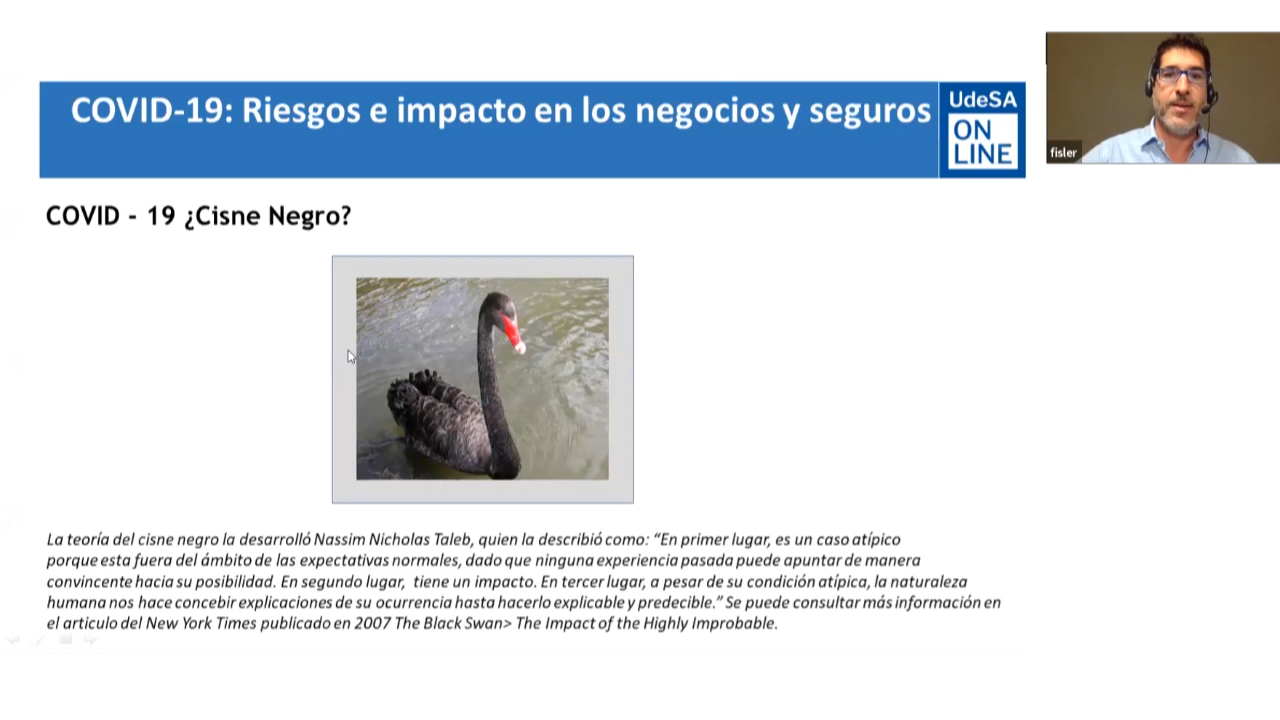 COVID-19: Riesgos e impacto en los negocios y seguros
UdeSA
ON
LINE
fisler
COVID - 19 ¿Cisne Negro?
La teoría del cisne negro la desarrolló Nassim Nicholas Taleb, quien la describió como: “En primer lugar, es un caso atípico
porque esta fuera del ámbito de las expectativas normales, dado que ninguna experiencia pasada puede apuntar de manera
convincente hacia su posibilidad. En segundo lugar, tiene un impacto. En tercer lugar, a pesar de su condición atípica, la naturaleza
humana nos hace concebir explicaciones de su ocurrencia hasta hacerlo explicable y predecible.” Se puede consultar más información en
el articulo del New York Times publicado en 2007 The Black Swan> The Impact of the Highly Improbable.